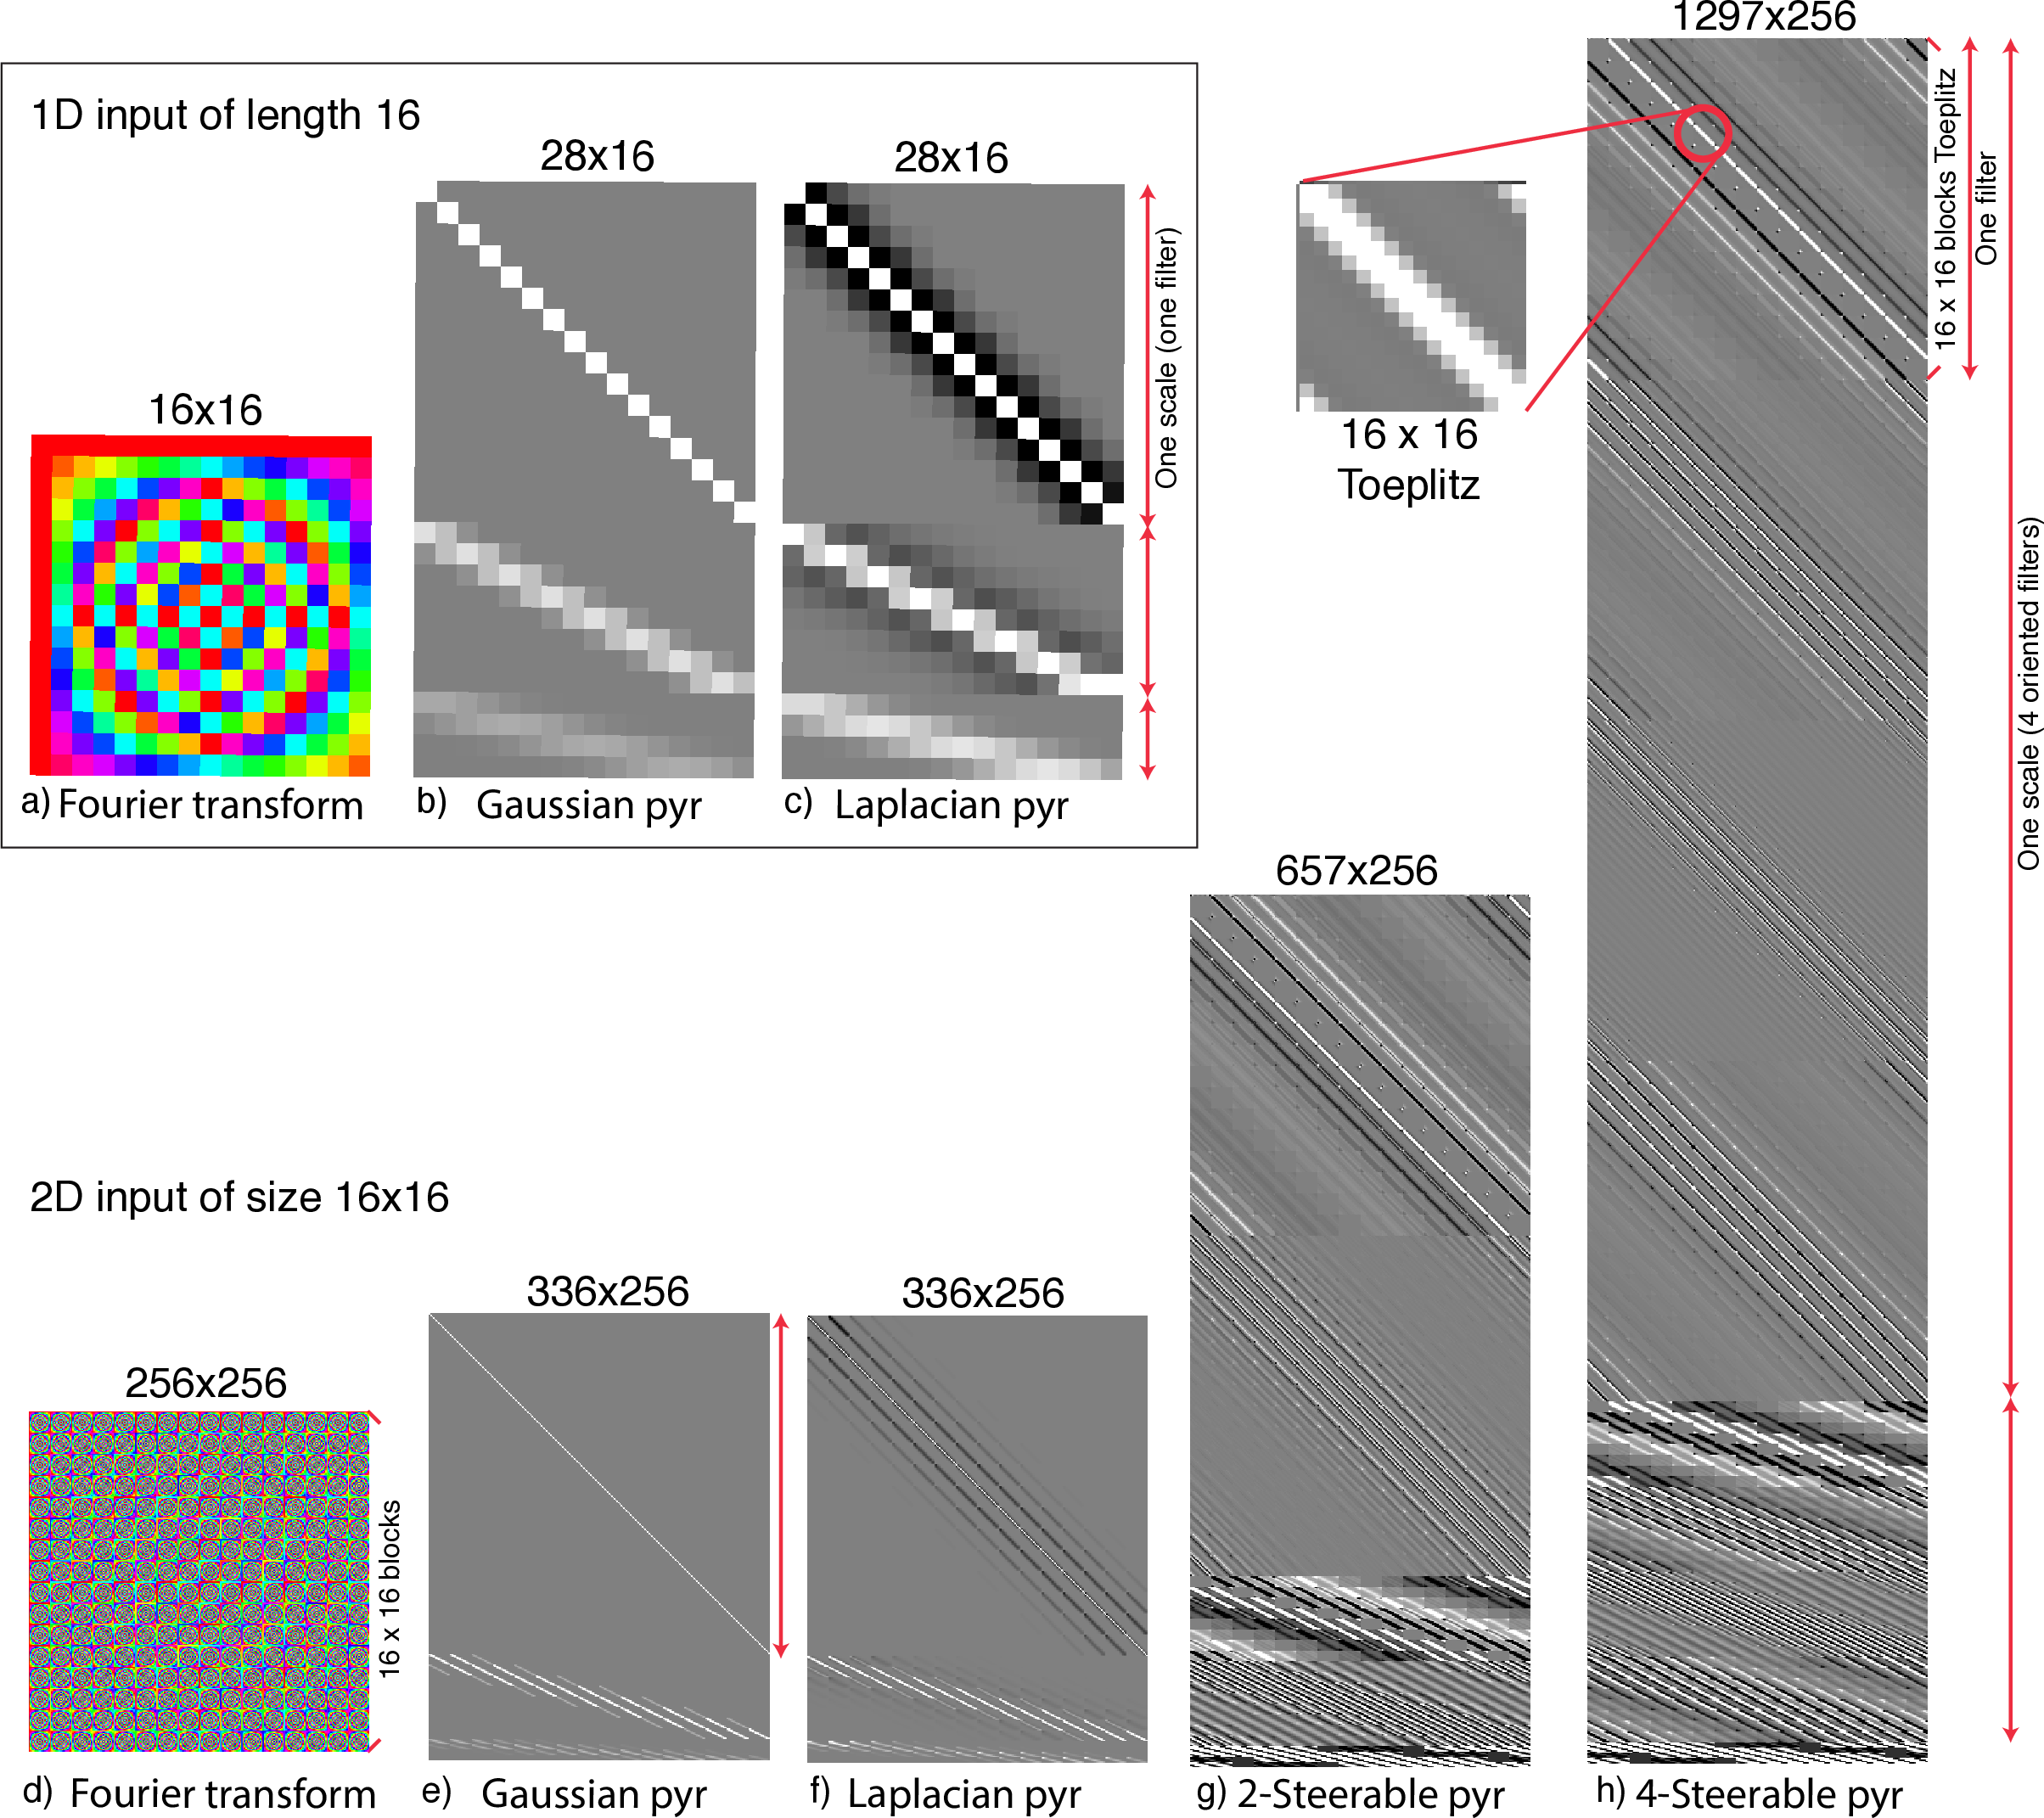 1297x256
1D input of length 16
28x16
28x16
One scale (one filter)
16 x 16 blocks Toeplitz
One filter
16x16
16 x 16
Toeplitz
One scale (4 oriented filters)
a) Fourier transform
b) Gaussian pyr
c) Laplacian pyr
657x256
2D input of size 16x16
336x256
336x256
256x256
16 x 16 blocks
d) Fourier transform
e) Gaussian pyr
f) Laplacian pyr
g) 2-Steerable pyr
h) 4-Steerable pyr